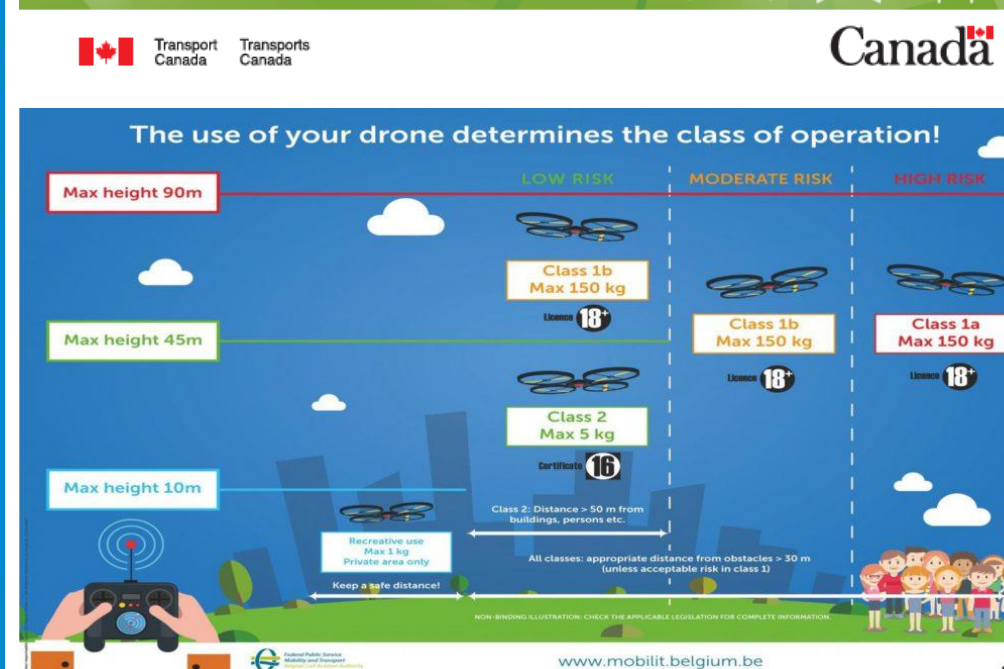 Transport Canada
Transports Canada
Canada
The use of your drone determines the class of operation!
LOW RISK
MODERATE RISK
HIGH RISK
Max height 90m
Class 1b
Max 150 kg
Licence 18+
Class 1b
Max 150 kg
Licence 18+
Class 1a
Max 150 kg
Licence 18+
Max height 45m
Class 2
Max 5 kg
Certificate 16
Max height 10m
Class 2: Distance > 50 m from
buildings, persons etc.
Recreative use
Max 1 kg
Private area only
All classes: appropriate distance from obstacles > 30 m
(unless acceptable risk in class 1)
Keep a safe distance!
NON-BINDING ILLUSTRATION: CHECK THE APPLICABLE LEGISLATION FOR COMPLETE INFORMATION.
Federal Public Service
Mobility and Transport
Belgian Civil Aviation Authority
www.mobilit.belgium.be